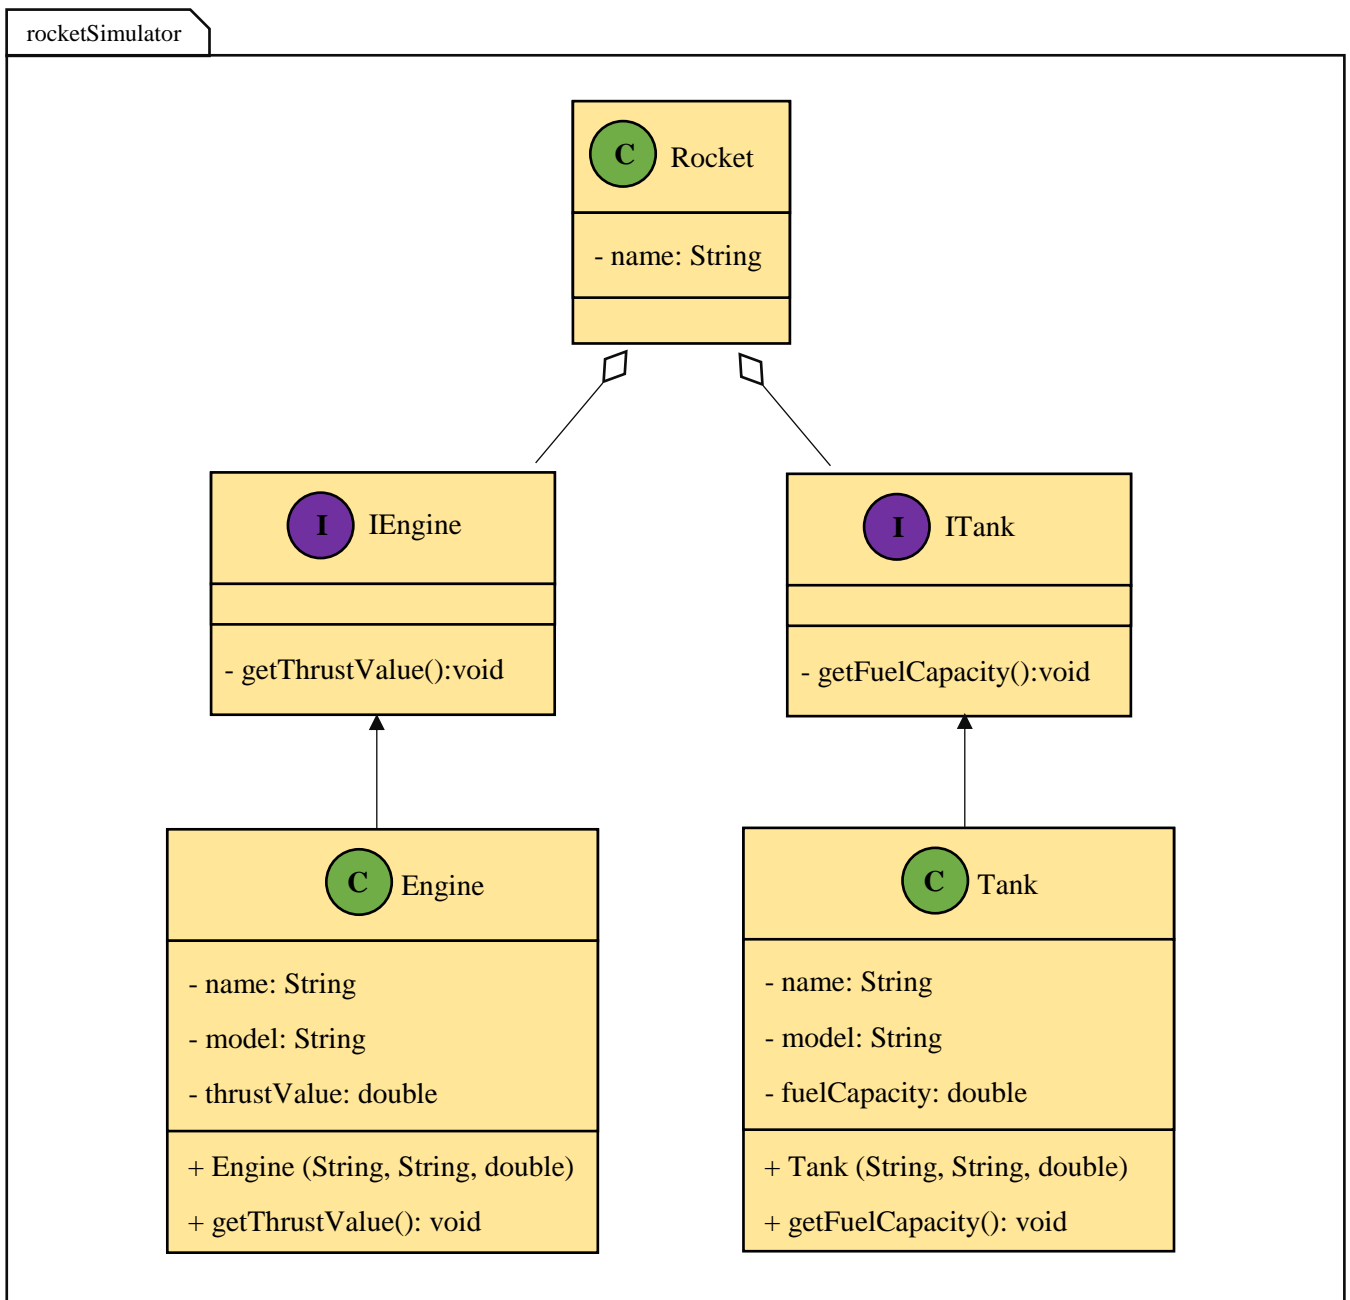 rocketSimulator
C Rocket
- name: String
I IEngine
- getThrustValue():void
I ITank
- getFuelCapacity():void
C Engine
- name: String
- model: String
- thrustValue: double
+ Engine (String, String, double)
+ getThrustValue(): void
C Tank
- name: String
- model: String
- fuelCapacity: double
+ Tank (String, String, double)
+ getFuelCapacity(): void